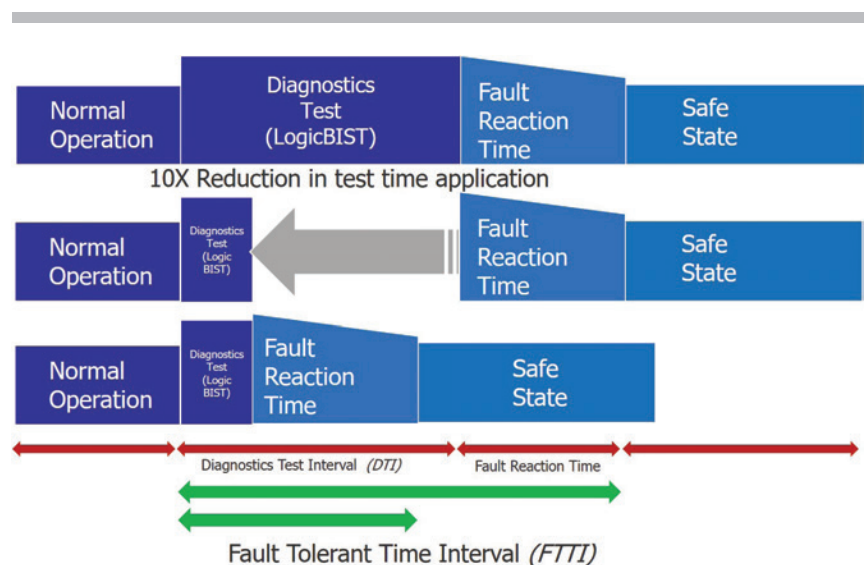 Normal
Operation
Diagnostics
Test
(LogicBIST)
Fault
Reaction
Time
Safe
State
10X Reduction in test time application
Normal
Operation
Diagnostics
Test
(Logic
BIST)
Fault
Reaction
Time
Safe
State
Normal
Operation
Diagnostics
Test
(Logic
BIST)
Fault
Reaction
Time
Safe
State
Diagnostics Test Interval (DTI)
Fault Reaction Time
Fault Tolerant Time Interval (FTTI)